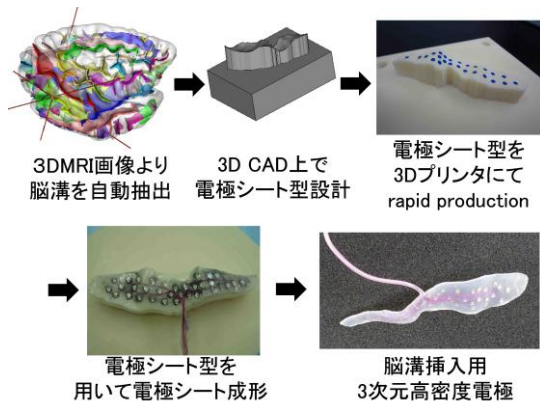 3DMRI画像より
脳溝を自動抽出
3D CAD上で
電極シート型設計
電極シート型を
3Dプリンタにて
rapid production
電極シート型を
用いて電極シート成形
脳溝挿入用
3次元高密度電極